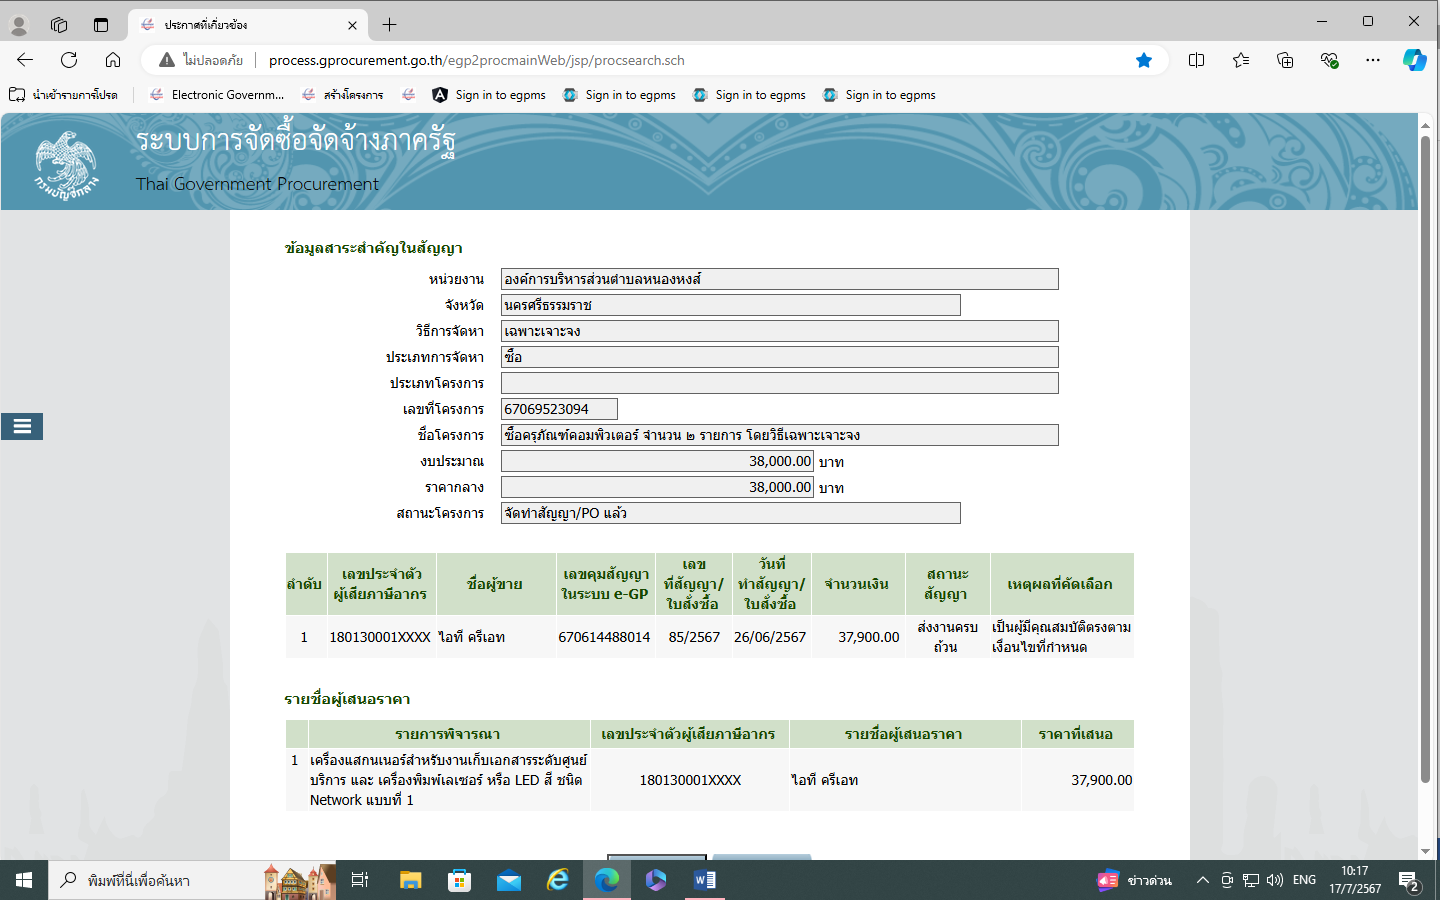 ประกาศที่เกี่ยวข้อง
ไม่ปลอดภัย process.gprocurement.go.th/egp2procmainWeb/jsp/procsearch.sch
นำเข้ารายการโปรด Electronic Governm... สร้างโครงการ Sign in to egpms Sign in to egpms Sign in to egpms Sign in to egpms
ระบบการจัดซื้อจัดจ้างภาครัฐ
Thai Government Procurement
กรมบัญชีกลาง
ข้อมูลสาระสำคัญในสัญญา
หน่วยงาน องค์การบริหารส่วนตำบลหนองหงส์
จังหวัด นครศรีธรรมราช
วิธีการจัดหา เฉพาะเจาะจง
ประเภทการจัดหา ซื้อ
ประเภทโครงการ
เลขที่โครงการ 67069523094
ชื่อโครงการ ซื้อครุภัณฑ์คอมพิวเตอร์ จำนวน ๒ รายการ โดยวิธีเฉพาะเจาะจง
งบประมาณ 38,000.00 บาท
ราคากลาง 38,000.00 บาท
สถานะโครงการ จัดทำสัญญา/PO แล้ว
ลำดับ เลขประจำตัวผู้เสียภาษีอากร ชื่อผู้ขาย เลขคุมสัญญาในระบบ e-GP เลขที่สัญญา/ใบสั่งซื้อ วันที่ทำสัญญา/ใบสั่งซื้อ จำนวนเงิน สถานะสัญญา เหตุผลที่คัดเลือก
1 180130001XXXX ไอที ครีเอท 670614488014 85/2567 26/06/2567 37,900.00 ส่งงานครบถ้วน เป็นผู้มีคุณสมบัติตรงตามเงื่อนไขที่กำหนด
รายชื่อผู้เสนอราคา
รายการพิจารณา เลขประจำตัวผู้เสียภาษีอากร รายชื่อผู้เสนอราคา ราคาที่เสนอ
1 เครื่องแสกนเนอร์สำหรับงานเก็บเอกสารระดับศูนย์
บริการ และ เครื่องพิมพ์เลเซอร์ หรือ LED สี ชนิด 180130001XXXX ไอที ครีเอท 37,900.00
Network แบบที่ 1
พิมพ์ที่นี่เพื่อค้นหา ข่าวด่วน ENG 10:17
17/7/2567 2